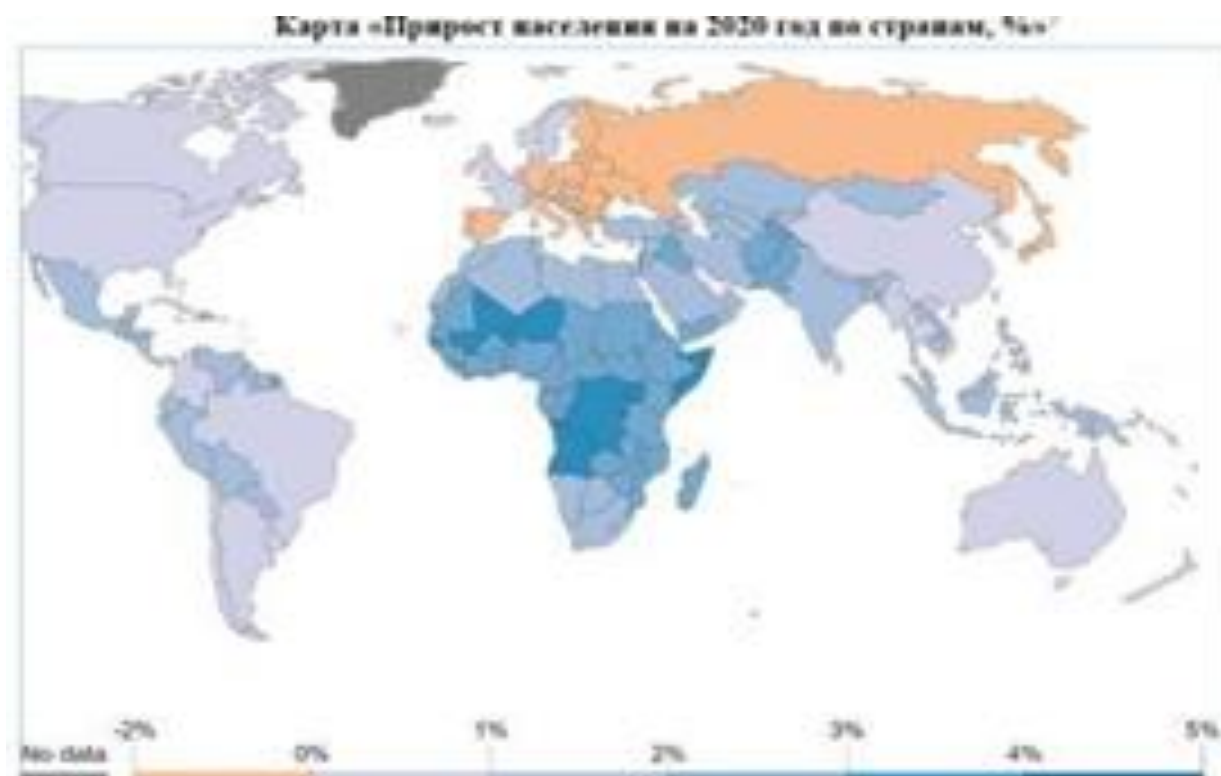 Карта «Прирост населения на 2020 год по странам, %»
-2% 1% 3% 5%
No data 0% 2% 4%